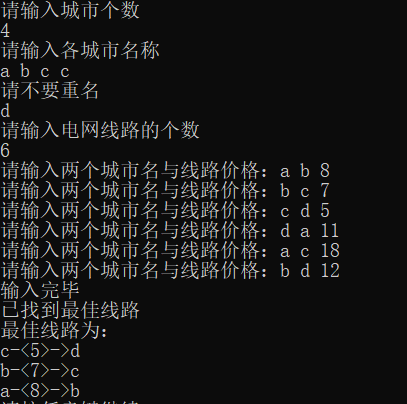 请输入城市个数
4
请输入各城市名称
a b c c
请不要重名
d
请输入电网线路的个数
6
请输入两个城市名与线路价格：a b 8
请输入两个城市名与线路价格：b c 7
请输入两个城市名与线路价格：c d 5
请输入两个城市名与线路价格：d a 11
请输入两个城市名与线路价格：a c 18
请输入两个城市名与线路价格：b d 12
输入完毕
已找到最佳线路
最佳线路为：
c-<5>->d
b-<7>->c
a-<8>->b